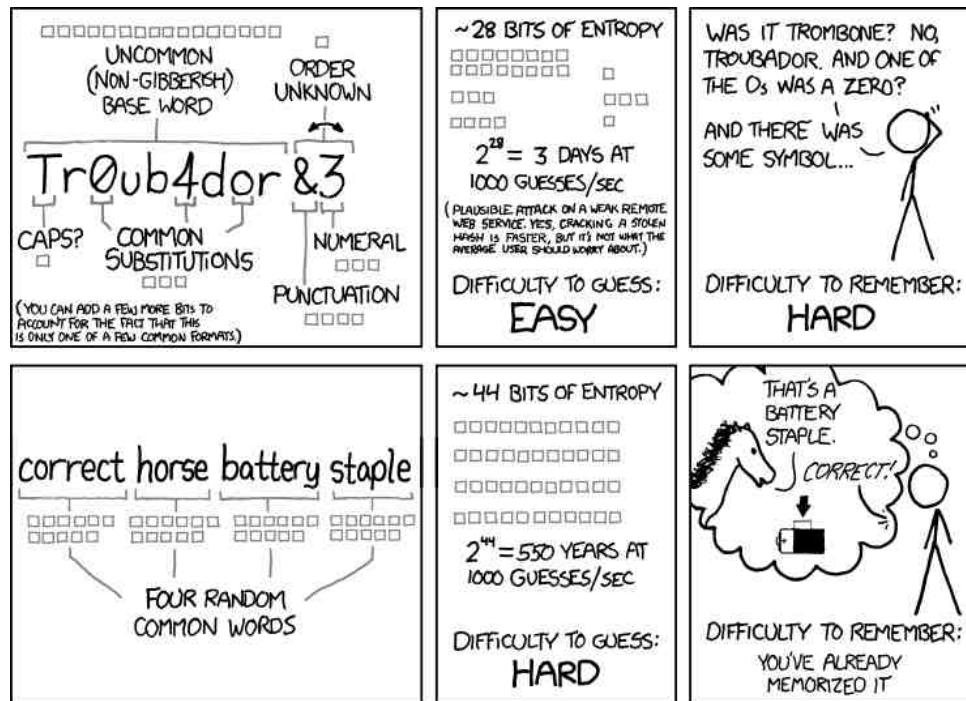 UNCOMMON
(NON-GIBBERISH)
BASE WORD
ORDER
UNKNOWN
Tr0ub4dor &3
CAPS?
COMMON
SUBSTITUTIONS
NUMERAL
PUNCTUATION
(YOU CAN ADD A FEW MORE BITS TO
ACCOUNT FOR THE FACT THAT THIS
IS ONLY ONE OF A FEW COMMON FORMATS.)
~28 BITS OF ENTROPY
2^28 = 3 DAYS AT
1000 GUESSES/SEC
(PLAUSIBLE ATTACK ON A WEAK REMOTE
WEB SERVICE. YES, CRACKING A STOLEN
HASH IS FASTER, BUT IT'S NOT WHAT THE
AVERAGE USER SHOULD WORRY ABOUT.)
DIFFICULTY TO GUESS:
EASY
WAS IT TROMBONE? NO,
TROUBADOR. AND ONE OF
THE Os WAS A ZERO?
AND THERE WAS
SOME SYMBOL...
DIFFICULTY TO REMEMBER:
HARD
correct horse battery staple
FOUR RANDOM
COMMON WORDS
~44 BITS OF ENTROPY
2^44 = 550 YEARS AT
1000 GUESSES/SEC
DIFFICULTY TO GUESS:
HARD
THAT'S A
BATTERY
STAPLE.
CORRECT!
DIFFICULTY TO REMEMBER:
YOU'VE ALREADY
MEMORIZED IT